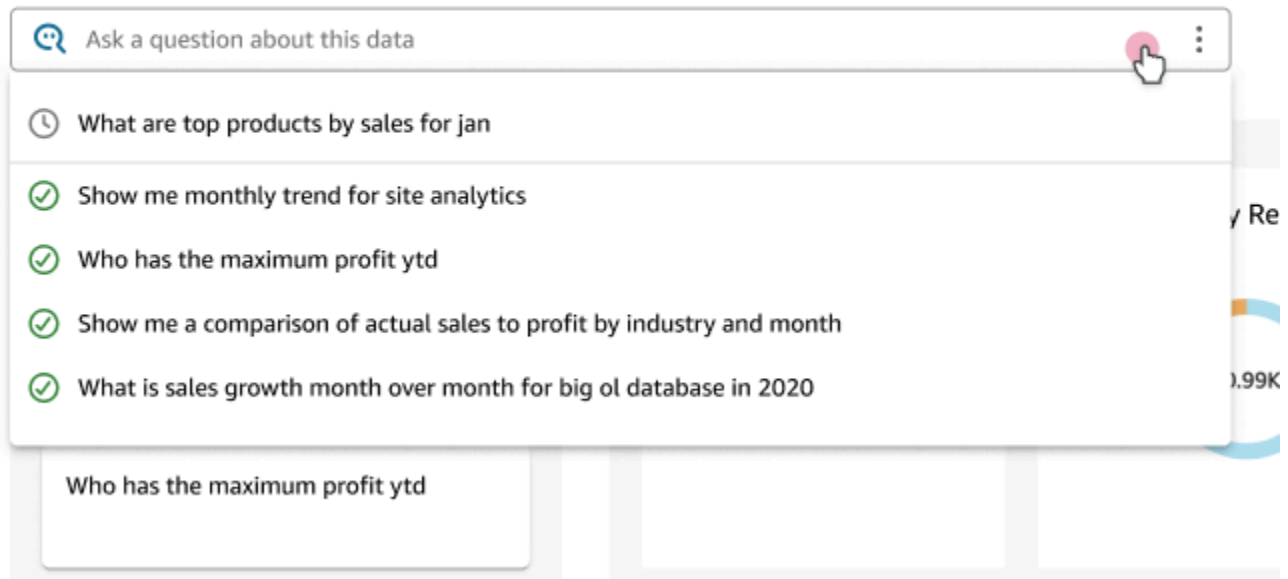 Ask a question about this data
What are top products by sales for jan
Show me monthly trend for site analytics
Who has the maximum profit ytd
Show me a comparison of actual sales to profit by industry and month
What is sales growth month over month for big ol database in 2020
y Re
.99K
Who has the maximum profit ytd